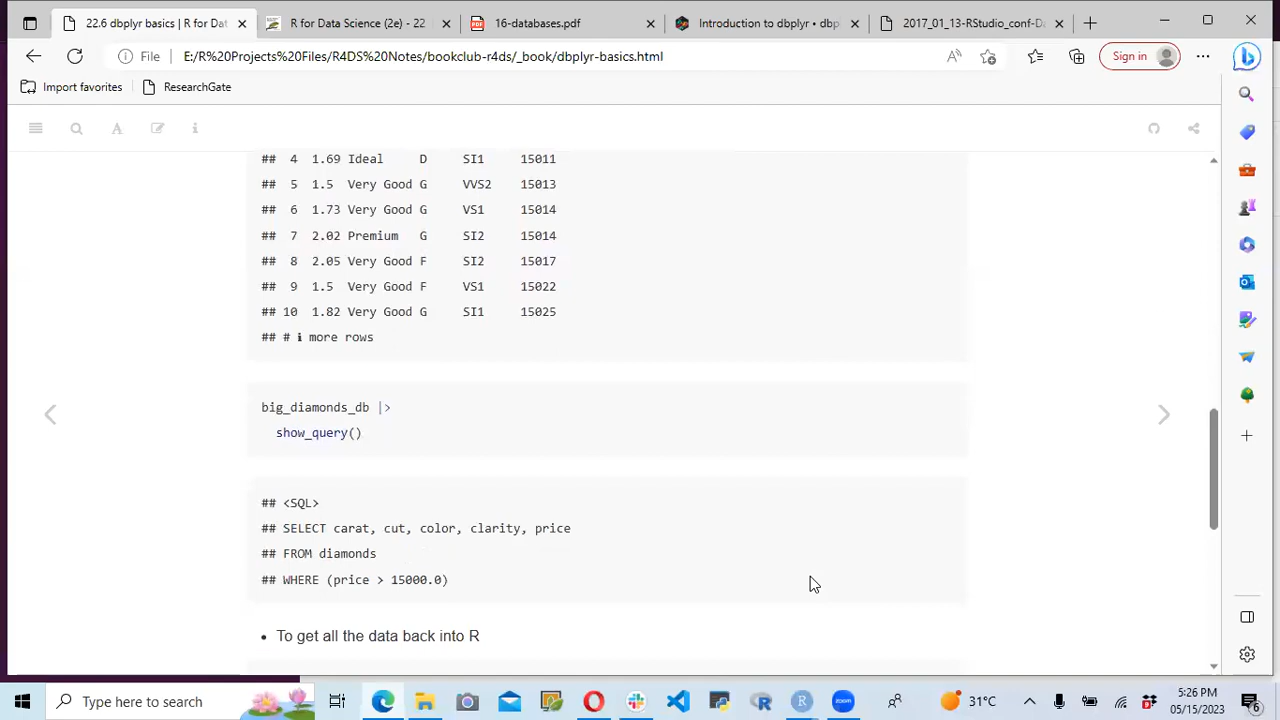 22.6 dbplyr basics | R for Dat
R for Data Science (2e) - 22
16-databases.pdf
Introduction to dbplyr • dbp
2017_01_13-RStudio_conf-Da
File
E:/R%20Projects%20Files/R4DS%20Notes/bookclub-r4ds/_book/dbplyr-basics.html
Sign in
Import favorites
ResearchGate
## 4 1.69 Ideal D SI1 15011
## 5 1.5 Very Good G VVS2 15013
## 6 1.73 Very Good G VS1 15014
## 7 2.02 Premium G SI2 15014
## 8 2.05 Very Good F SI2 15017
## 9 1.5 Very Good F VS1 15022
## 10 1.82 Very Good G SI1 15025
## # ℹ more rows
big_diamonds_db |>
show_query()
## <SQL>
## SELECT carat, cut, color, clarity, price
## FROM diamonds
## WHERE (price > 15000.0)
• To get all the data back into R
Type here to search
zoom
31°C
5:26 PM
05/15/2023
6